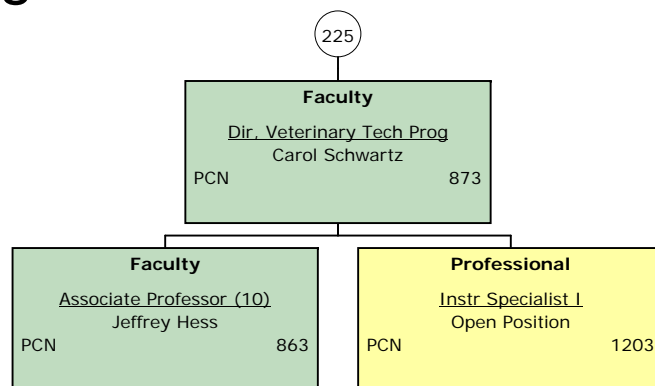 225
Faculty
Dir, Veterinary Tech Prog
Carol Schwartz
PCN 873
Faculty
Associate Professor (10)
Jeffrey Hess
PCN 863
Professional
Instr Specialist I
Open Position
PCN 1203